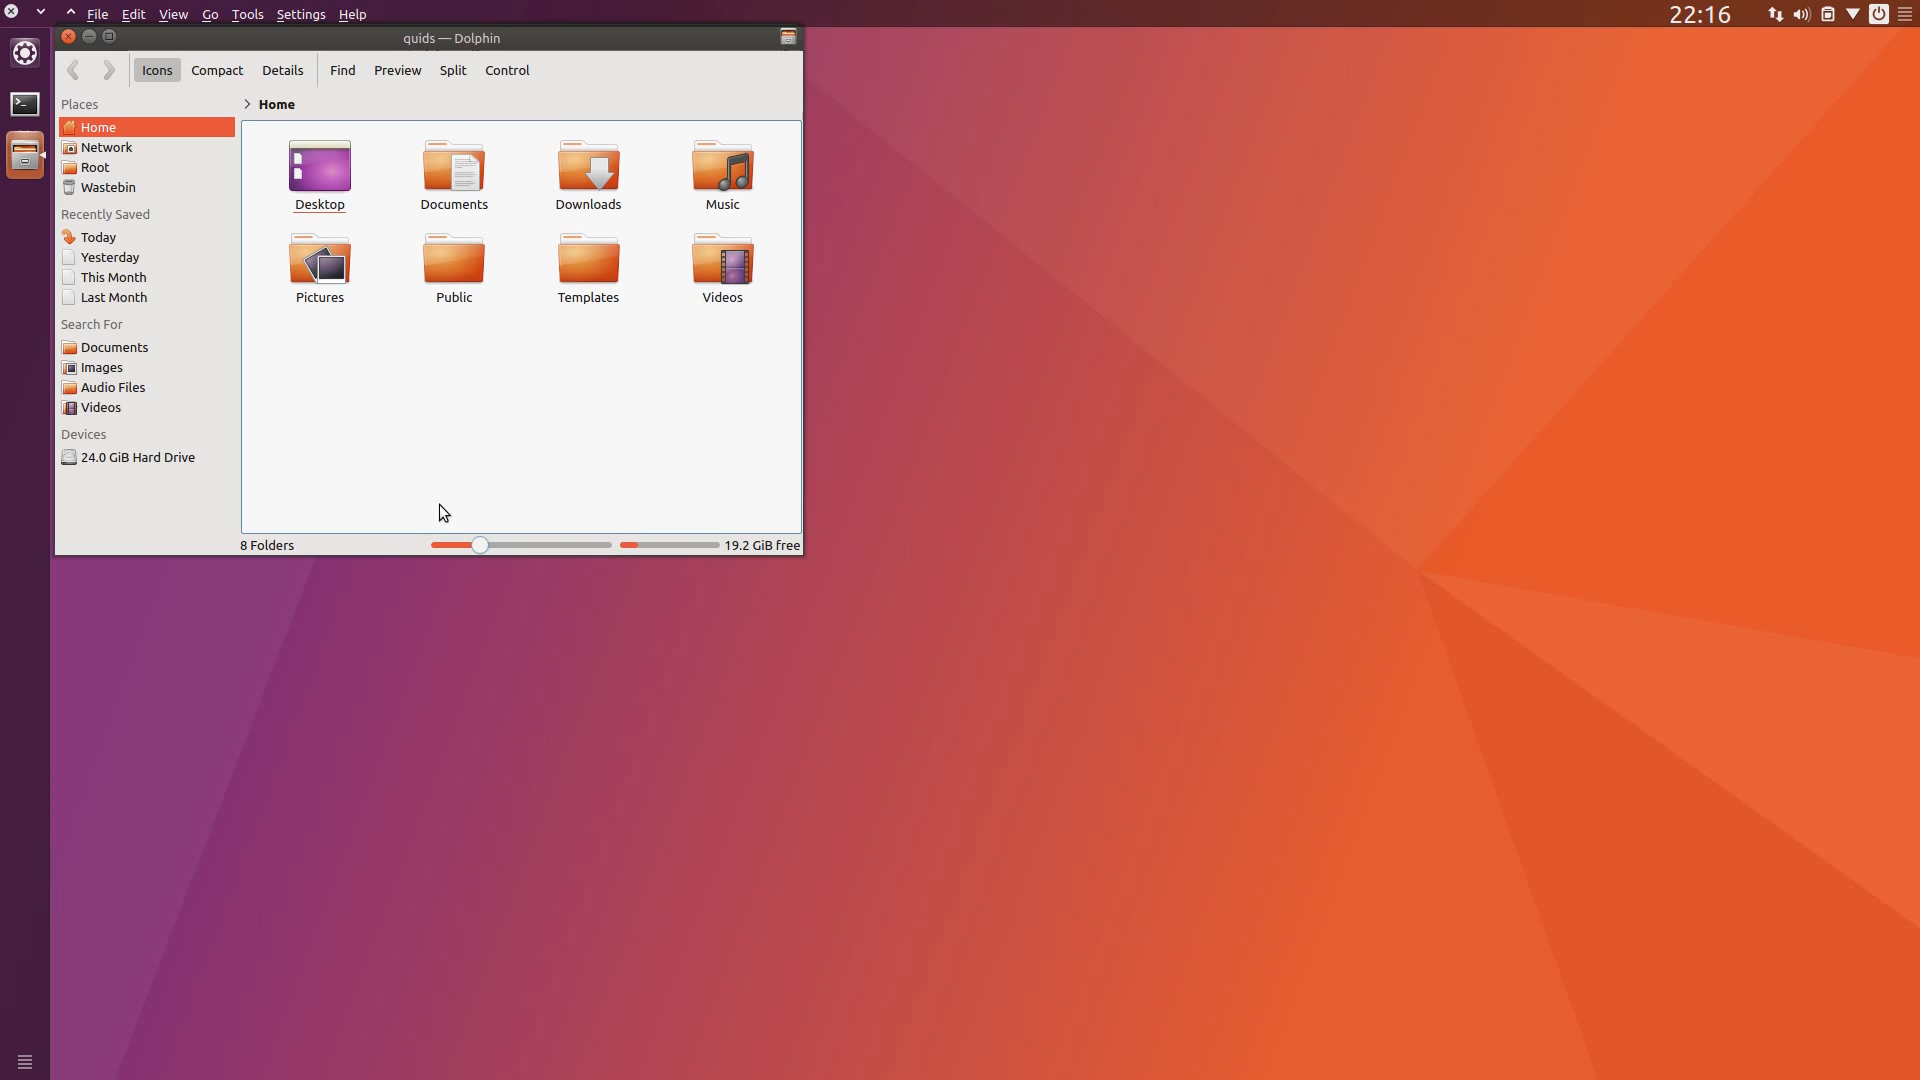 File Edit View Go Tools Settings Help 22:16
quids — Dolphin
Icons Compact Details Find Preview Split Control
Places
Home
Network
Root
Wastebin
Recently Saved
Today
Yesterday
This Month
Last Month
Search For
Documents
Images
Audio Files
Videos
Devices
24.0 GiB Hard Drive
> Home
Desktop Documents Downloads Music
Pictures Public Templates Videos
8 Folders 19.2 GiB free